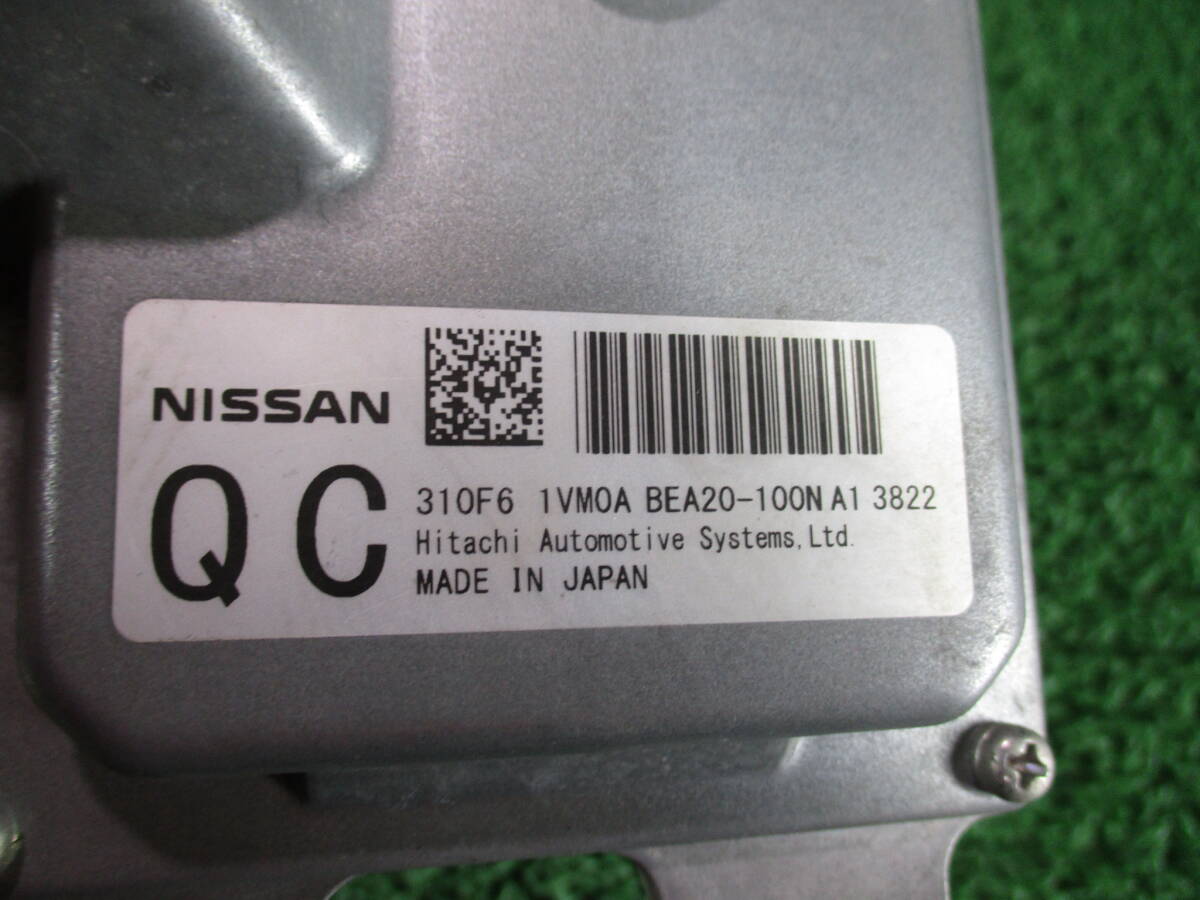 NISSAN
QC
310F6 1VM0A BEA20-100N A1 3822
Hitachi Automotive Systems, Ltd.
MADE IN JAPAN